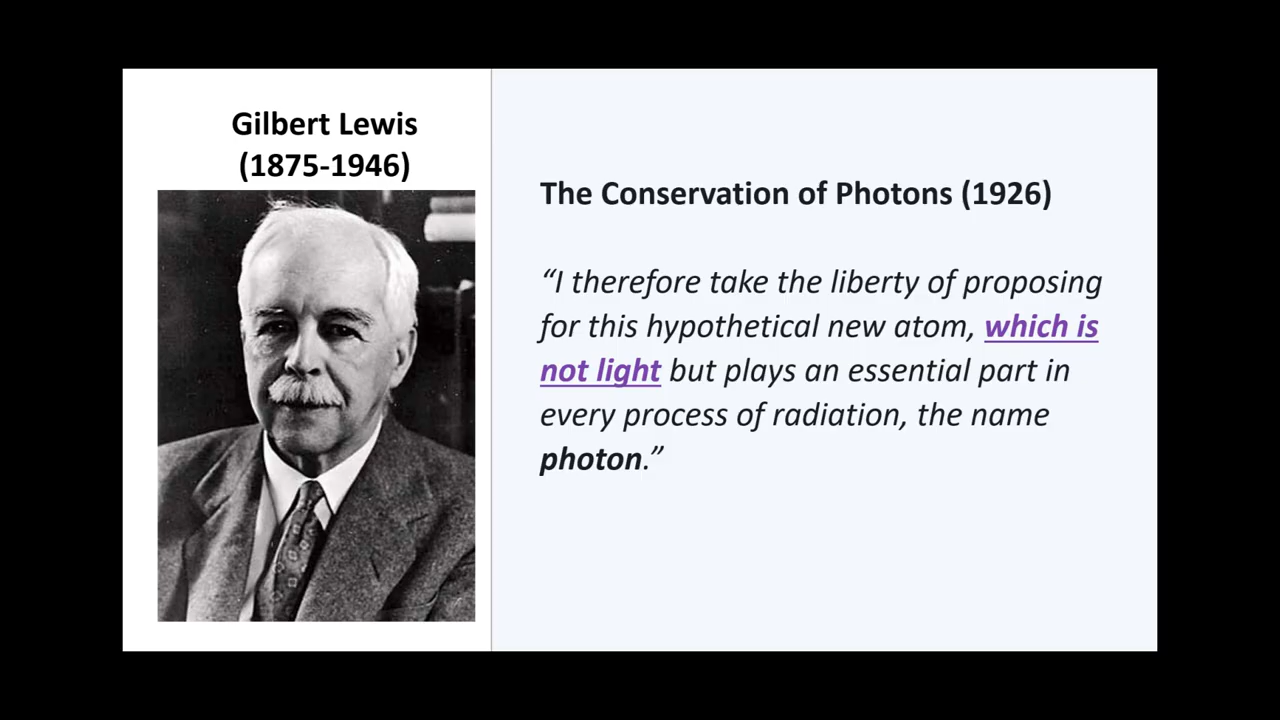 Gilbert Lewis
(1875-1946)
The Conservation of Photons (1926)
“I therefore take the liberty of proposing
for this hypothetical new atom, which is
not light but plays an essential part in
every process of radiation, the name
photon.”